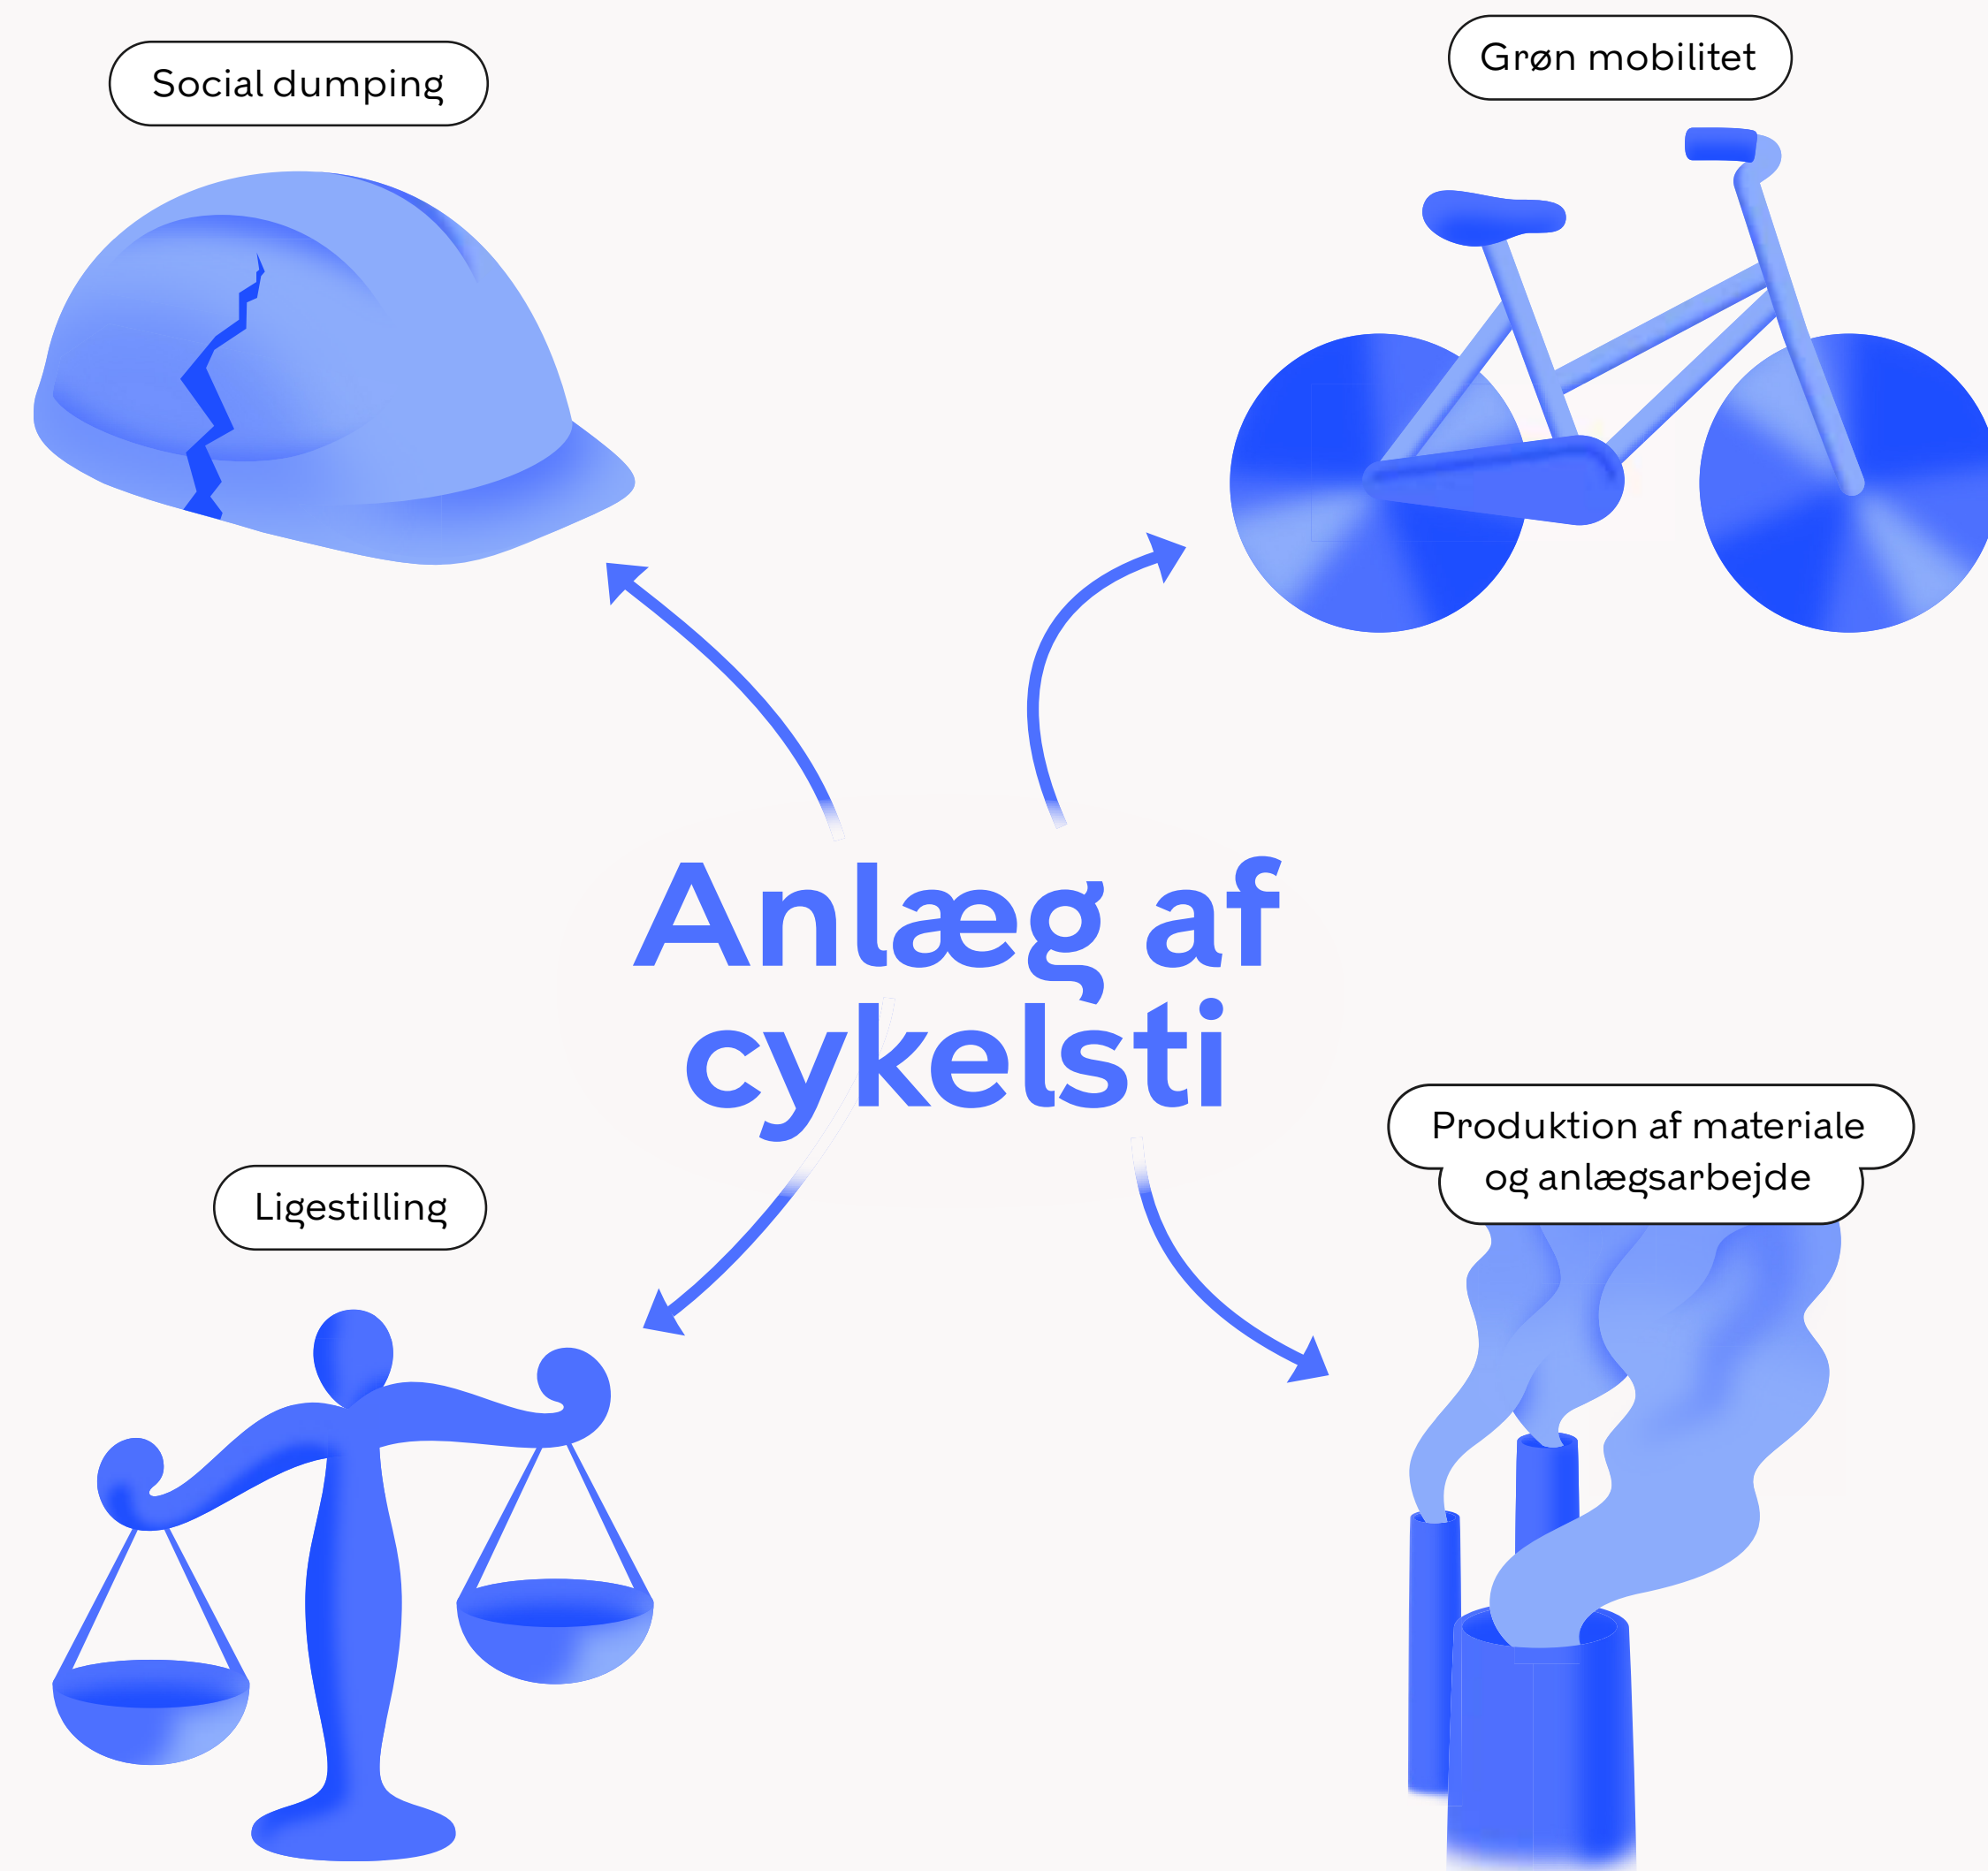 Social dumping
Grøn mobilitet
Anlæg af
cykelsti
Ligestilling
Produktion af materiale
og anlægsarbejde